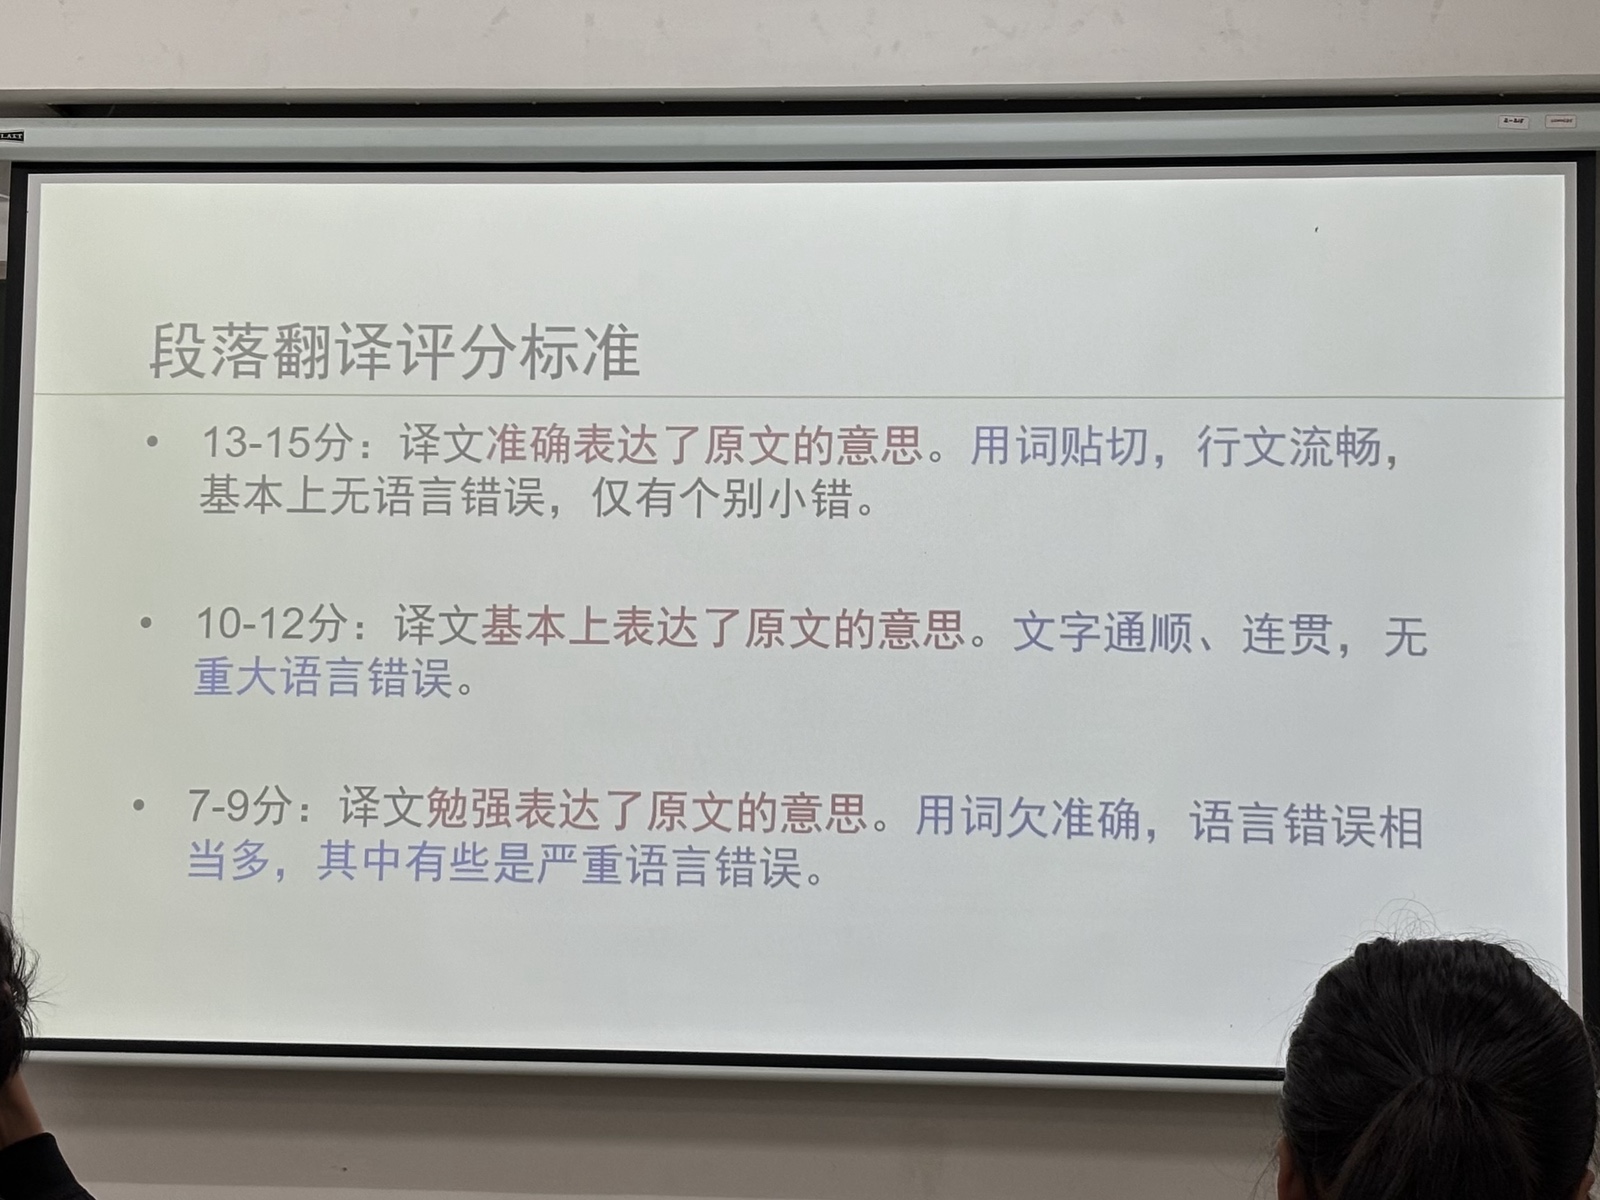 段落翻译评分标准
• 13-15分：译文准确表达了原文的意思。用词贴切，行文流畅，
基本上无语言错误，仅有个别小错。
• 10-12分：译文基本上表达了原文的意思。文字通顺、连贯，无
重大语言错误。
• 7-9分：译文勉强表达了原文的意思。用词欠准确，语言错误相
当多，其中有些是严重语言错误。